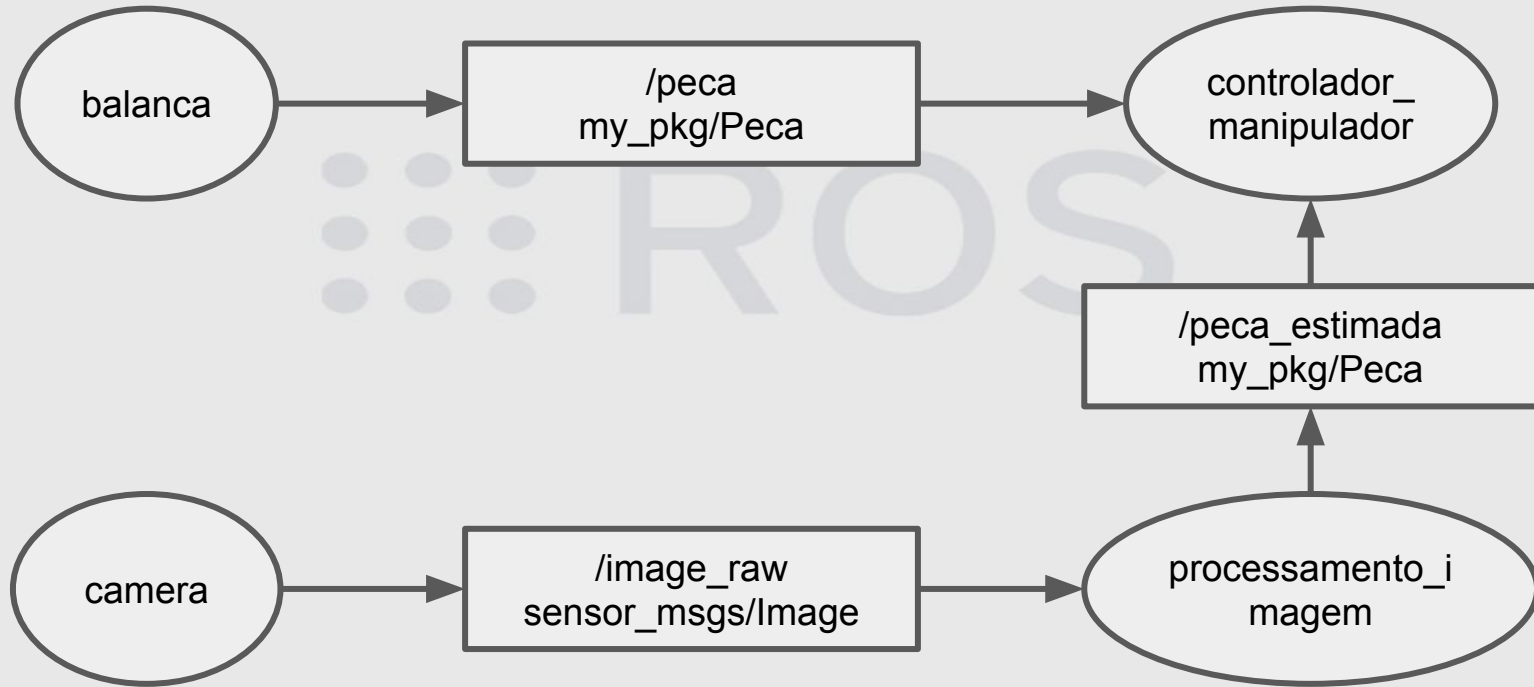 balanca
/peca
my_pkg/Peca
controlador_
manipulador
ROS
/peca_estimada
my_pkg/Peca
camera
/image_raw
sensor_msgs/Image
processamento_i
magem